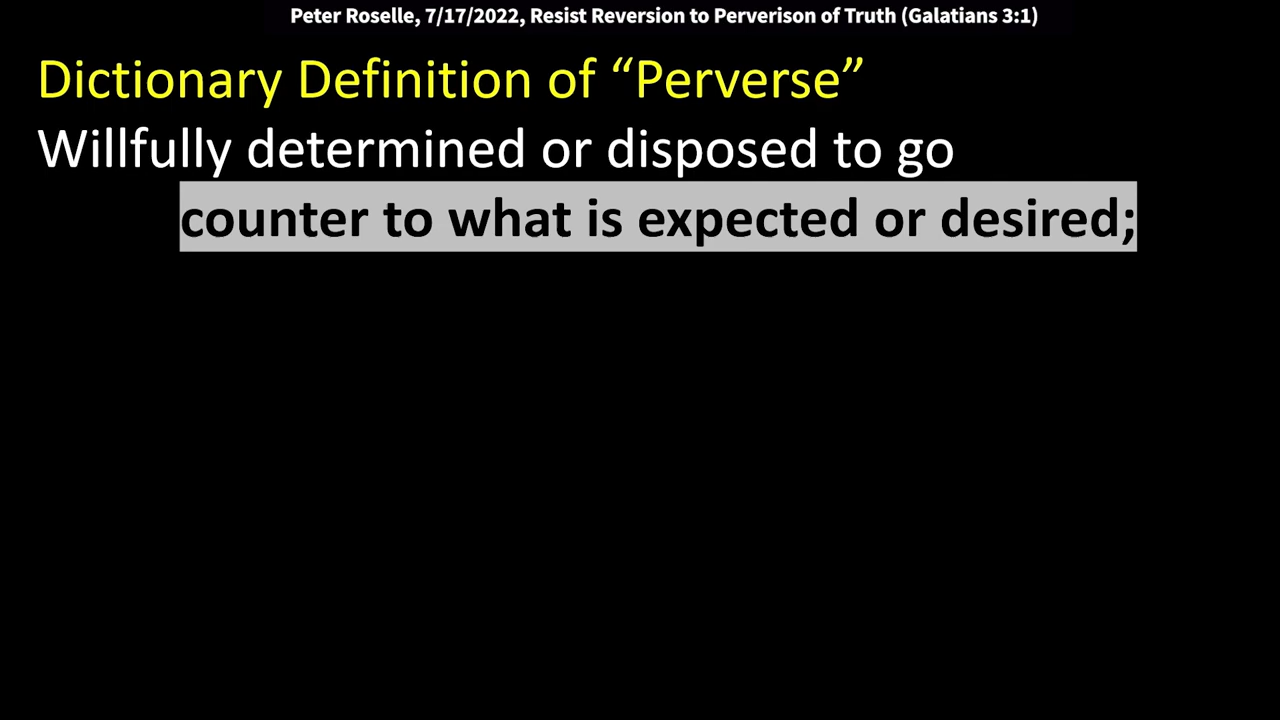 Peter Roselle, 7/17/2022, Resist Reversion to Perverison of Truth (Galatians 3:1)
Dictionary Definition of “Perverse”
Willfully determined or disposed to go
counter to what is expected or desired;